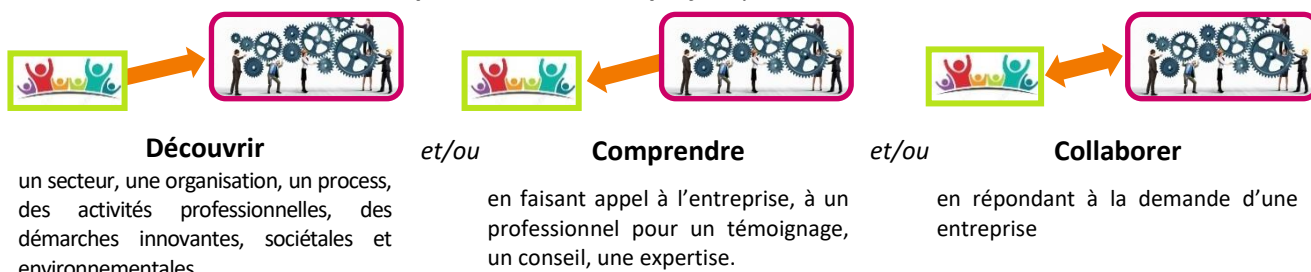 Découvrir
un secteur, une organisation, un process,
des activités professionnelles, des
démarches innovantes, sociétales et
environnementales
et/ou
Comprendre
en faisant appel à l’entreprise, à un
professionnel pour un témoignage,
un conseil, une expertise.
et/ou
Collaborer
en répondant à la demande d’une
entreprise